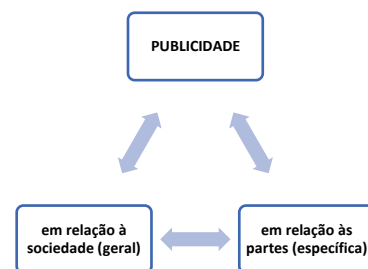 PUBLICIDADE
em relação à
sociedade (geral)
em relação às
partes (específica)